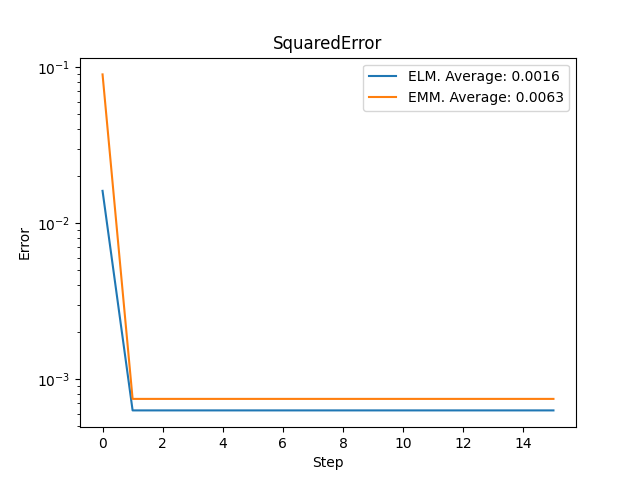 SquaredError
ELM. Average: 0.0016
EMM. Average: 0.0063
10⁻¹
10⁻²
10⁻³
Error
0 2 4 6 8 10 12 14
Step